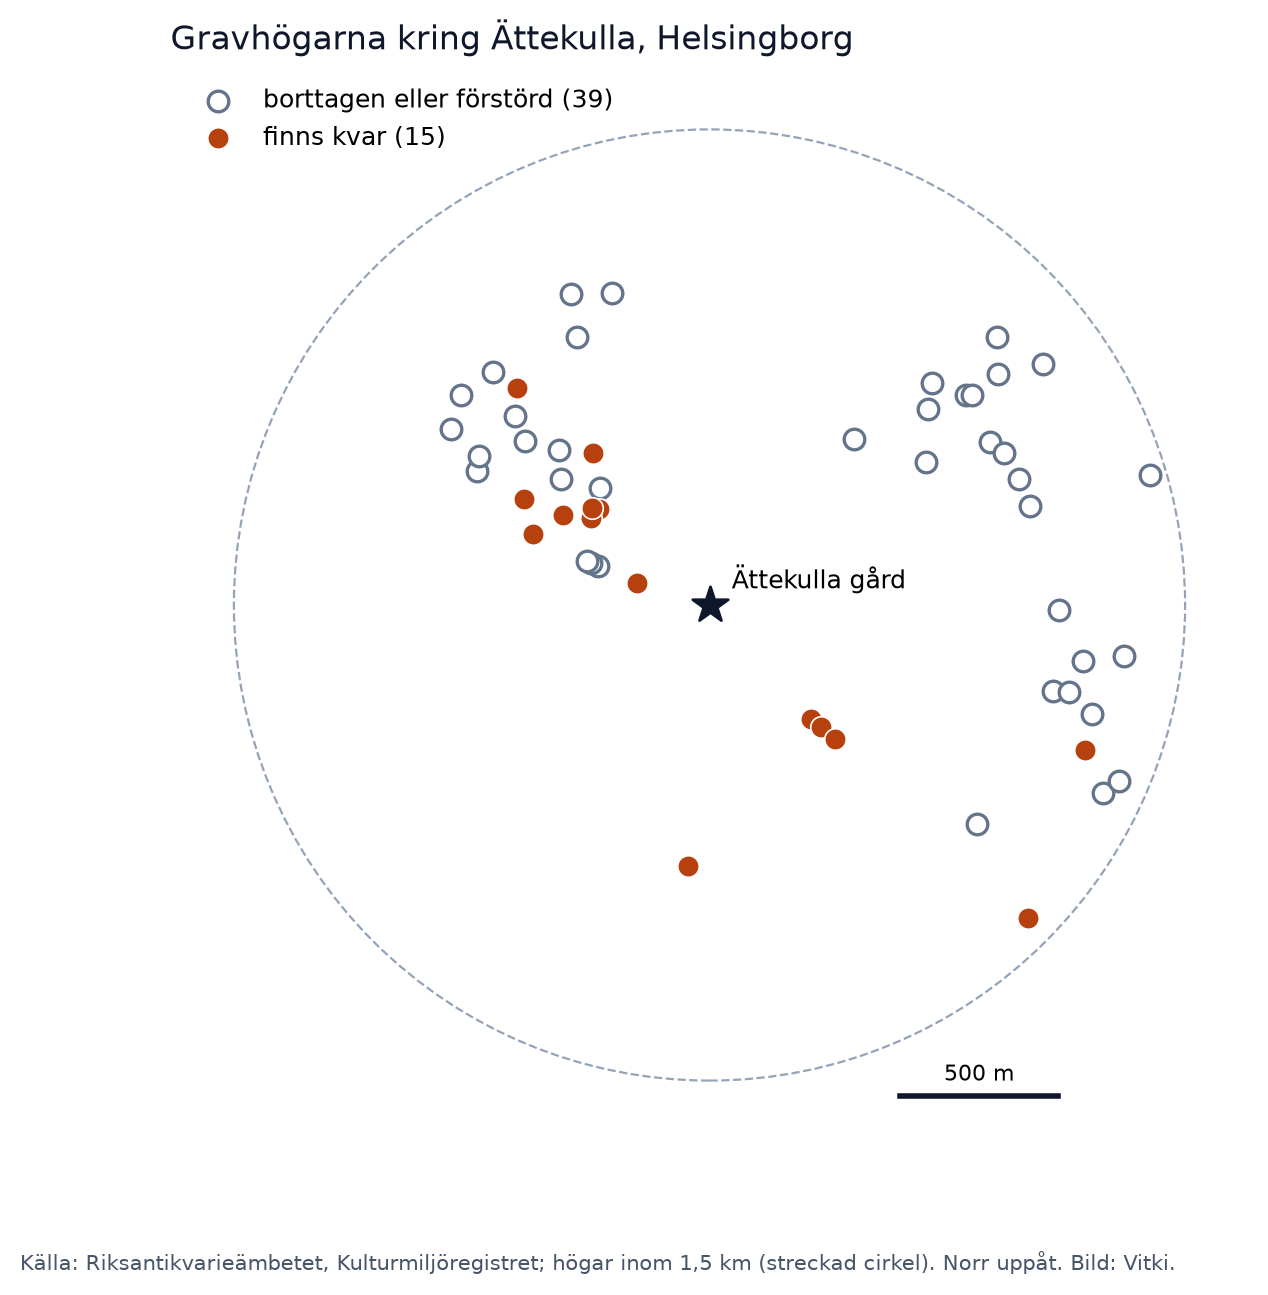 Gravhögarna kring Ättekulla, Helsingborg
borttagen eller förstörd (39)
finns kvar (15)
Ättekulla gård
500 m
Källa: Riksantikvarieämbetet, Kulturmiljöregistret; högar inom 1,5 km (streckad cirkel). Norr uppåt. Bild: Vitki.